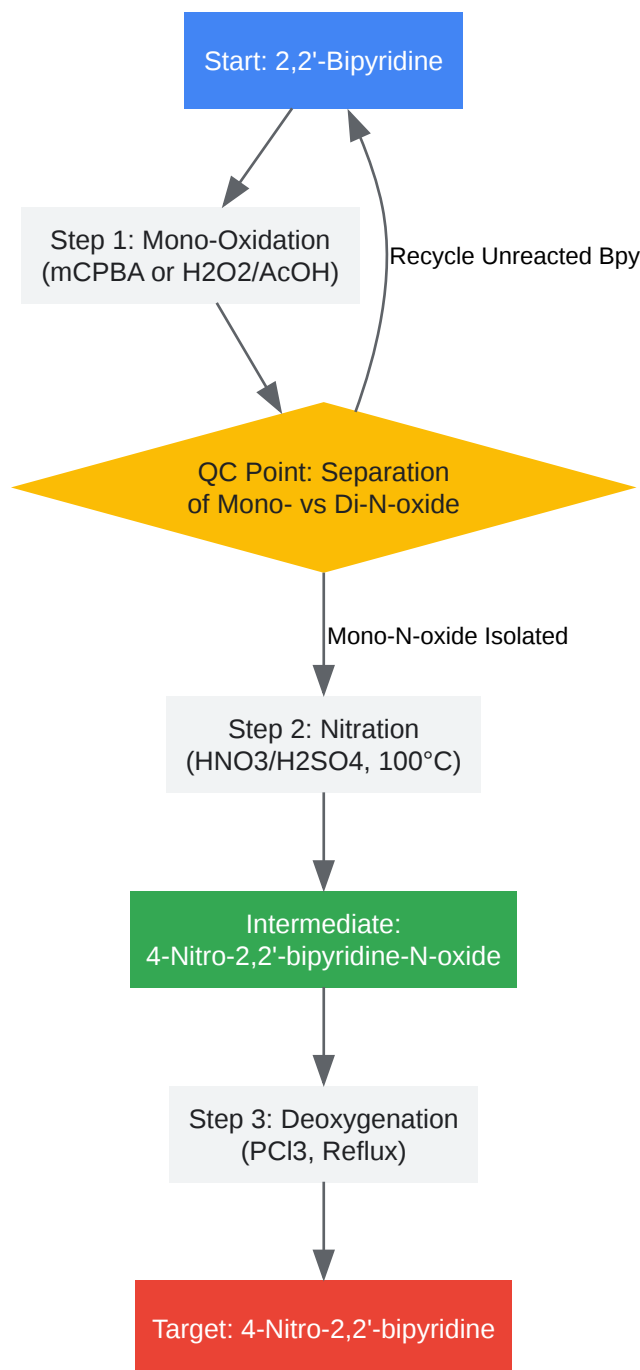 Start: 2,2'-Bipyridine
Step 1: Mono-Oxidation
(mCPBA or H2O2/AcOH)
Recycle Unreacted Bpy
QC Point: Separation
of Mono- vs Di-N-oxide
Mono-N-oxide Isolated
Step 2: Nitration
(HNO3/H2SO4, 100°C)
Intermediate:
4-Nitro-2,2'-bipyridine-N-oxide
Step 3: Deoxygenation
(PCl3, Reflux)
Target: 4-Nitro-2,2'-bipyridine